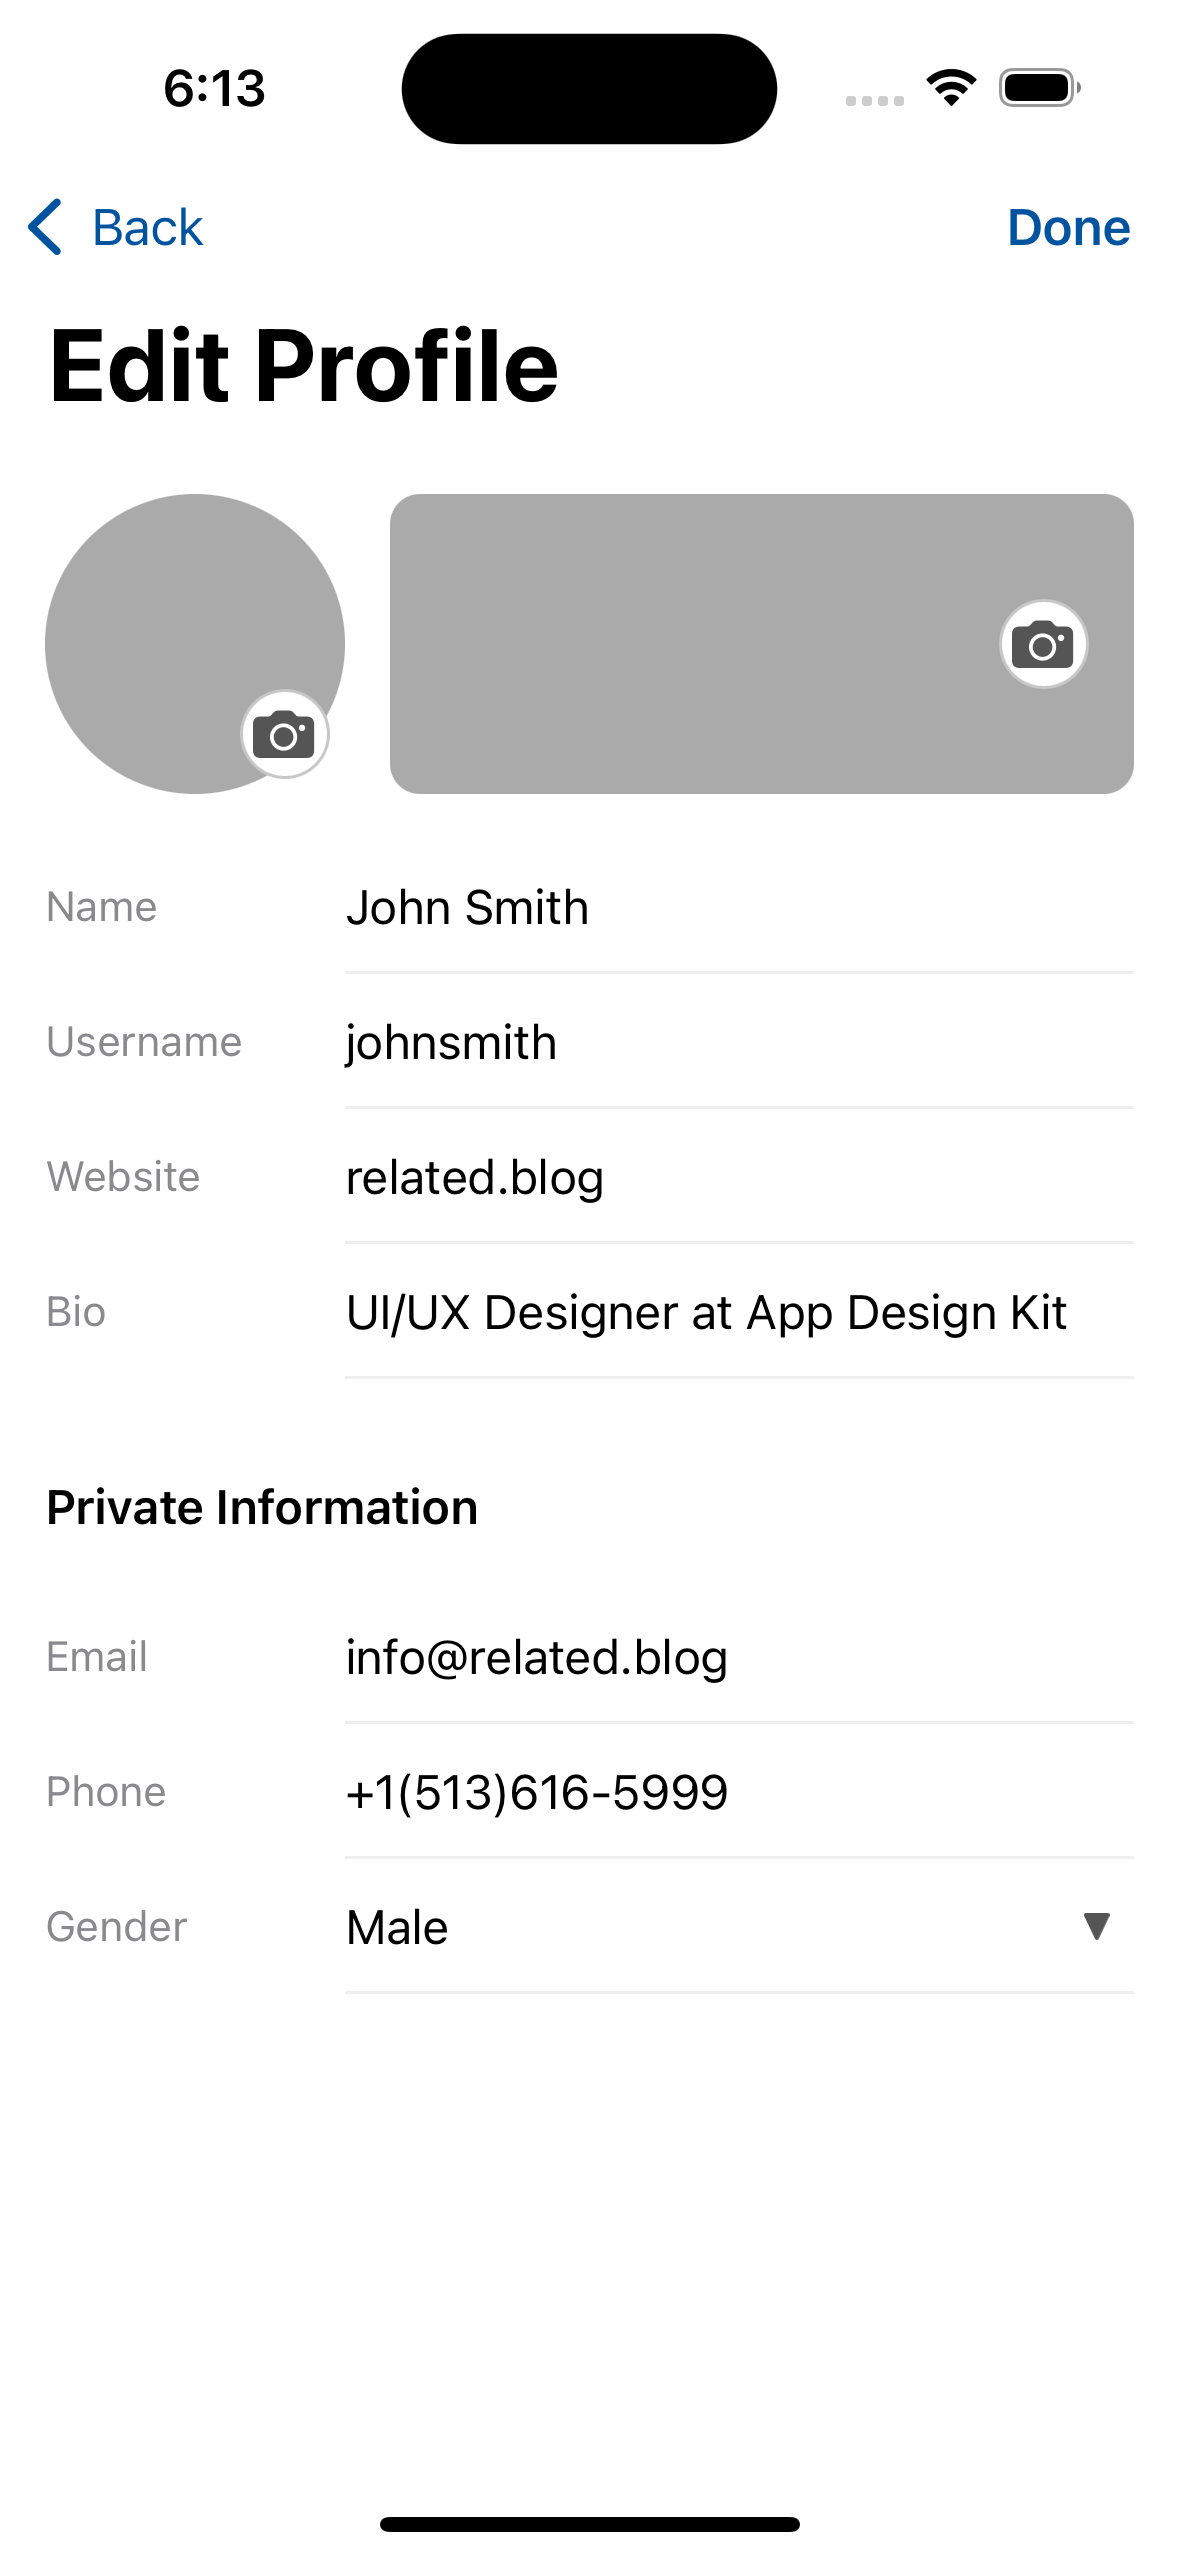 6:13
Back
Done
Edit Profile
Name
John Smith
Username
johnsmith
Website
related.blog
Bio
UI/UX Designer at App Design Kit
Private Information
Email
info@related.blog
Phone
+1(513)616-5999
Gender
Male